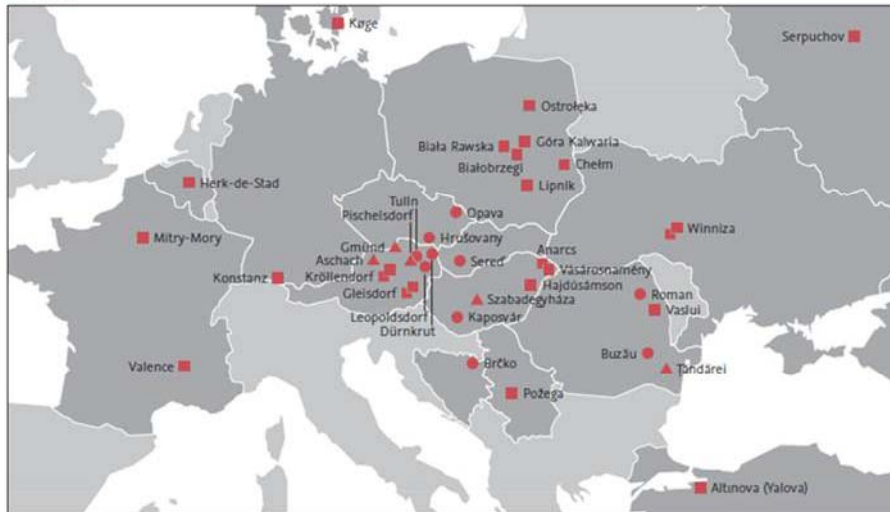 Køge
Serpuchov
Ostrołęka
Biała Rawska
Góra Kalwaria
Białobrzegi
Chełm
Herk-de-Stad
Lipnik
Tulln
Pischelsdorf
Opava
Winniza
Mitry-Mory
Hrušovany
Gmünd
Aschach
Sered'
Anarcs
Konstanz
Kröllendorf
Vásárosnamény
Hajdúsámson
Gleisdorf
Szabadegyháza
Roman
Leopoldsdorf
Kaposvár
Vaslui
Dürnkrut
Buzău
Valence
Brčko
Tăndărei
Požega
Altınova (Yalova)